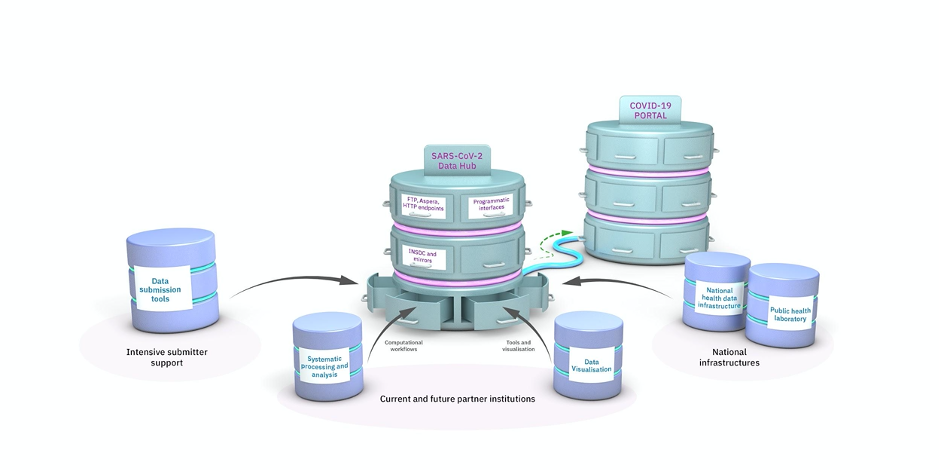 COVID-19
PORTAL
SARS-CoV-2
Data Hub
FTP, Aspera,
HTTP endpoints
Programmatic
interfaces
INSDC and
mirrors
Data
submission
tools
National
health data
infrastructure
Public health
laboratory
Computational
workflows
Tools and
visualisation
Intensive submitter
support
Systematic
processing and
analysis
Data
Visualisation
National
infrastructures
Current and future partner institutions